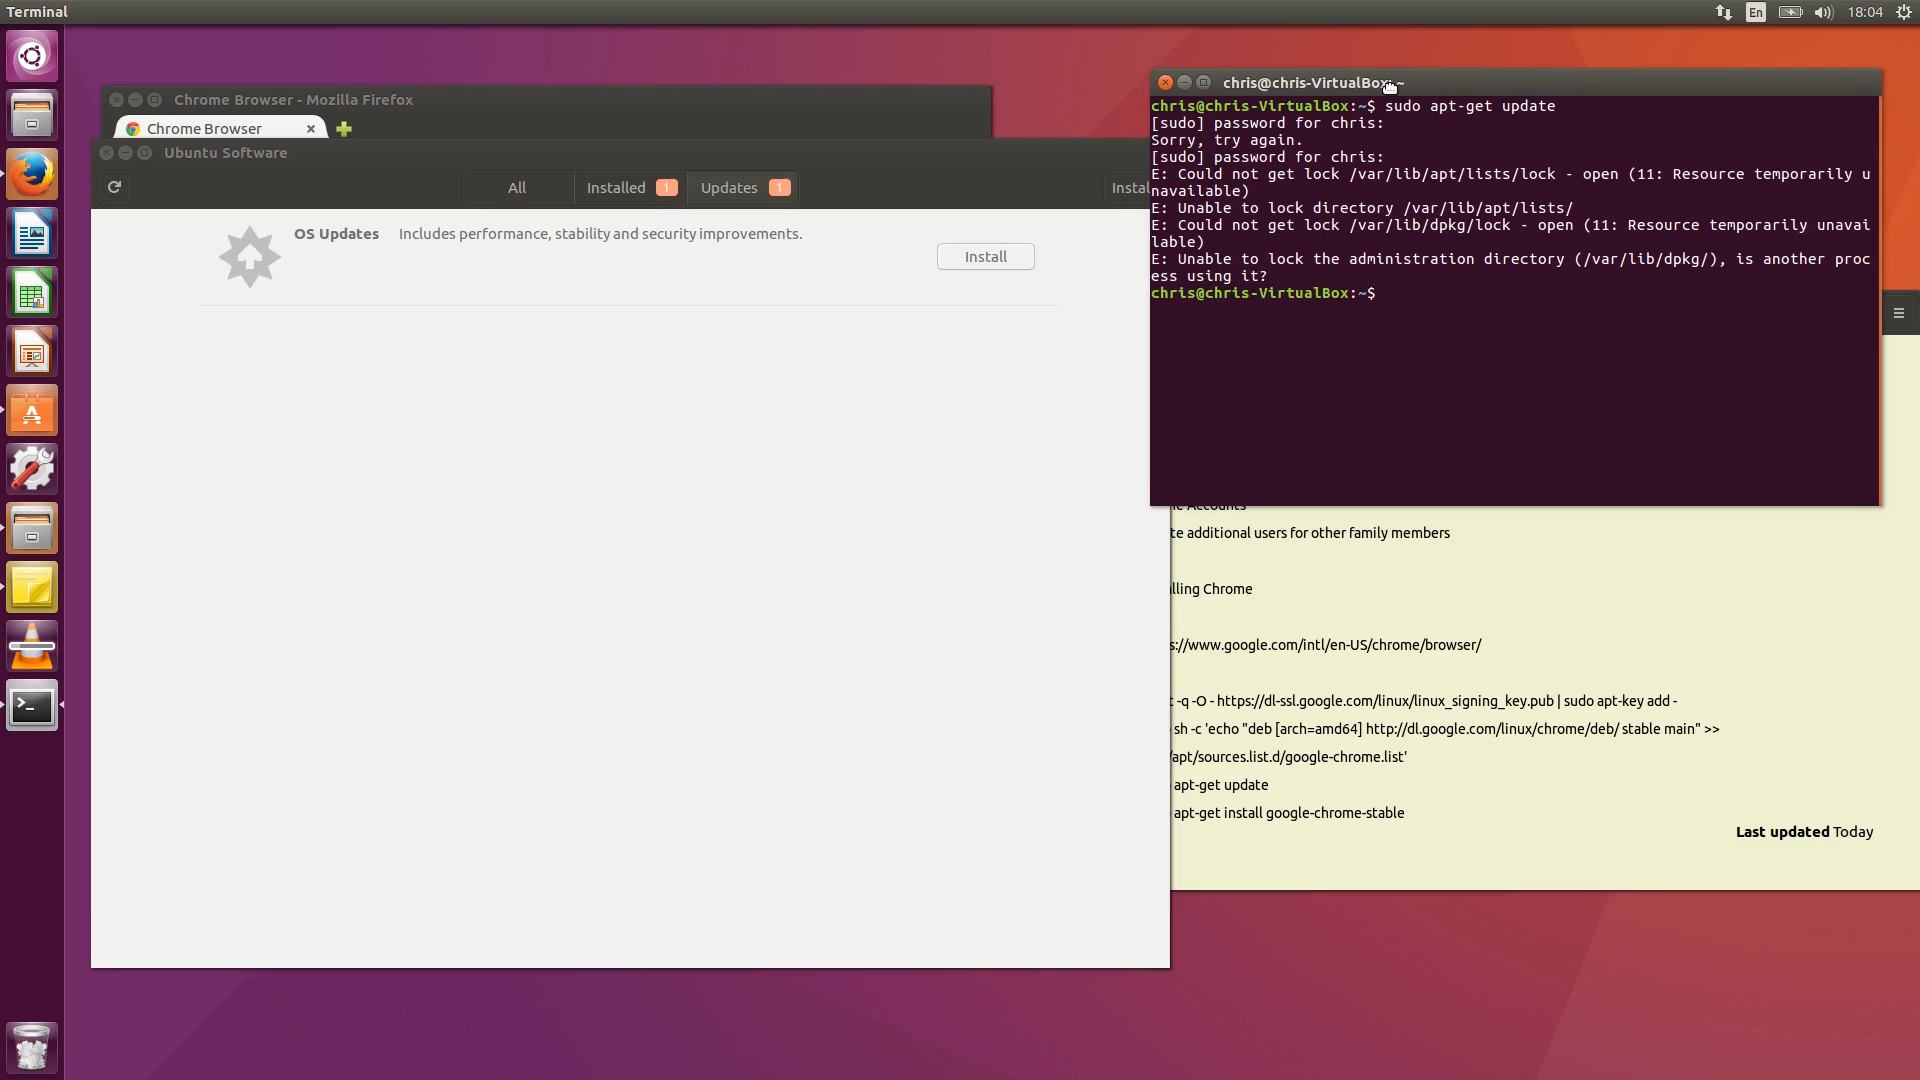 Terminal
En
18:04
Chrome Browser - Mozilla Firefox
Chrome Browser
Ubuntu Software
All
Installed 1
Updates 1
OS Updates
Includes performance, stability and security improvements.
Install
chris@chris-VirtualBox: ~
chris@chris-VirtualBox:~$ sudo apt-get update
[sudo] password for chris:
Sorry, try again.
[sudo] password for chris:
E: Could not get lock /var/lib/apt/lists/lock - open (11: Resource temporarily u
navailable)
E: Unable to lock directory /var/lib/apt/lists/
E: Could not get lock /var/lib/dpkg/lock - open (11: Resource temporarily unavai
lable)
E: Unable to lock the administration directory (/var/lib/dpkg/), is another proc
ess using it?
chris@chris-VirtualBox:~$
Accounts
te additional users for other family members
lling Chrome
s://www.google.com/intl/en-US/chrome/browser/
-q -O - https://dl-ssl.google.com/linux/linux_signing_key.pub | sudo apt-key add -
sh -c 'echo "deb [arch=amd64] http://dl.google.com/linux/chrome/deb/ stable main" >>
/apt/sources.list.d/google-chrome.list'
apt-get update
apt-get install google-chrome-stable
Last updated Today